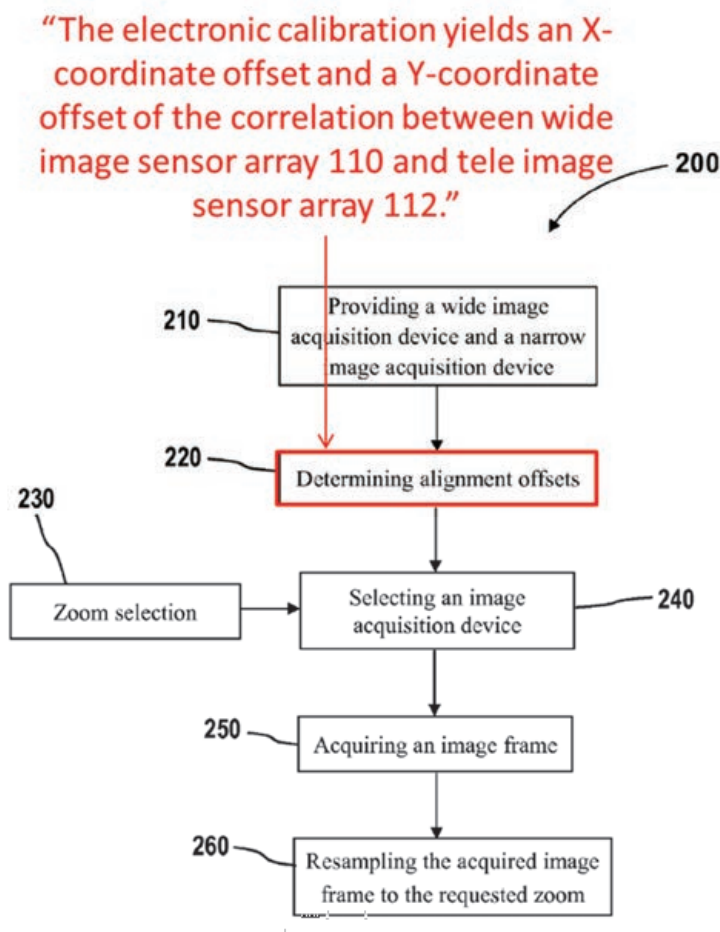 “The electronic calibration yields an X-
coordinate offset and a Y-coordinate
offset of the correlation between wide
image sensor array 110 and tele image
sensor array 112.”
200
210
Providing a wide image
acquisition device and a narrow
image acquisition device
220
Determining alignment offsets
230
Zoom selection
Selecting an image
acquisition device
240
250
Acquiring an image frame
260
Resampling the acquired image
frame to the requested zoom